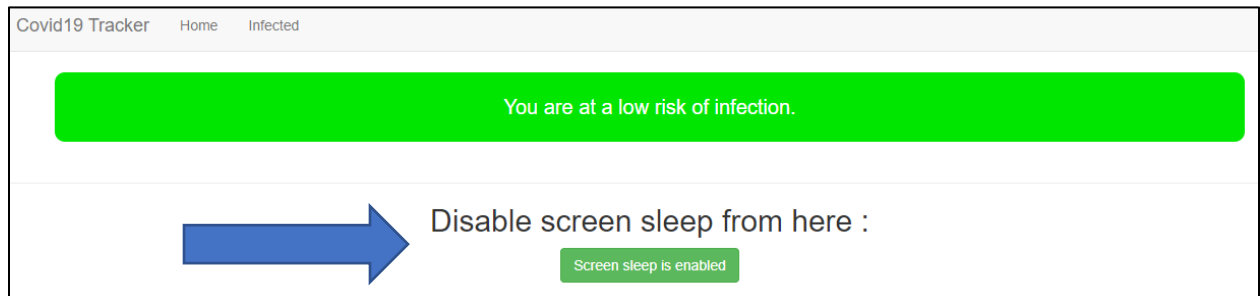 Covid19 Tracker Home Infected
You are at a low risk of infection.
Disable screen sleep from here :
Screen sleep is enabled